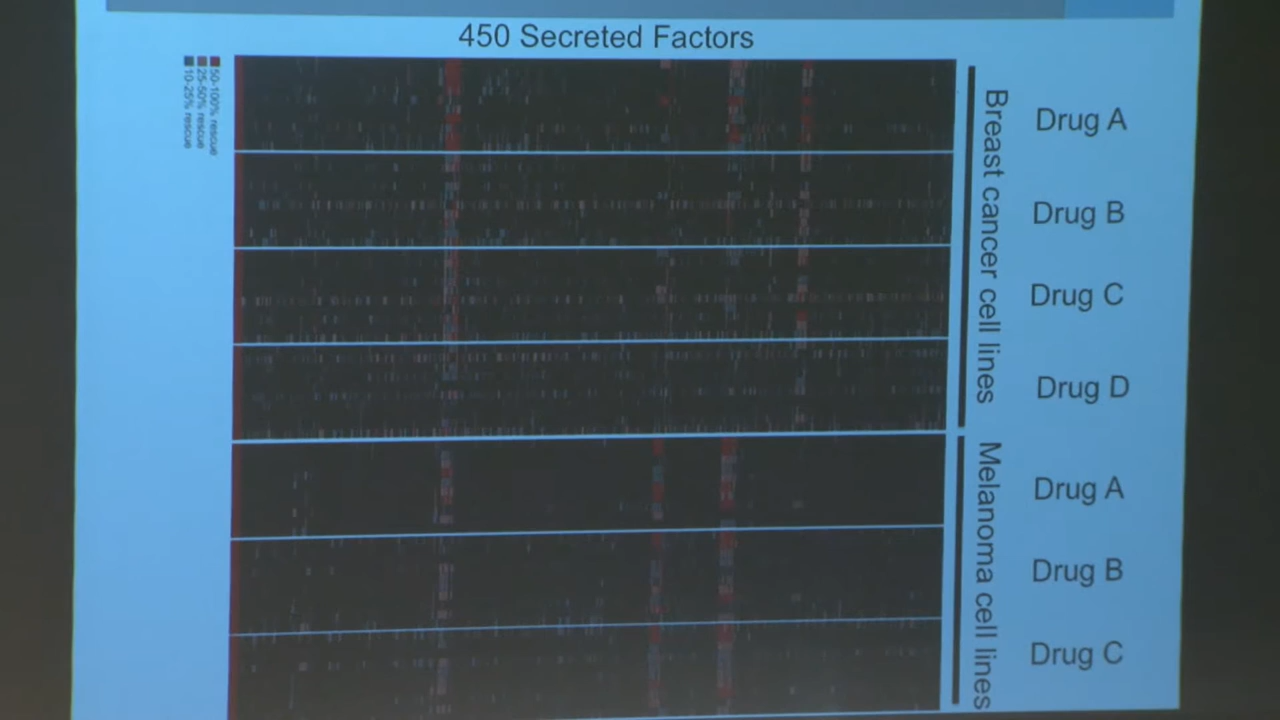 450 Secreted Factors
50-100% rescue
25-50% rescue
10-25% rescue
Breast cancer cell lines
Drug A
Drug B
Drug C
Drug D
Melanoma cell lines
Drug A
Drug B
Drug C